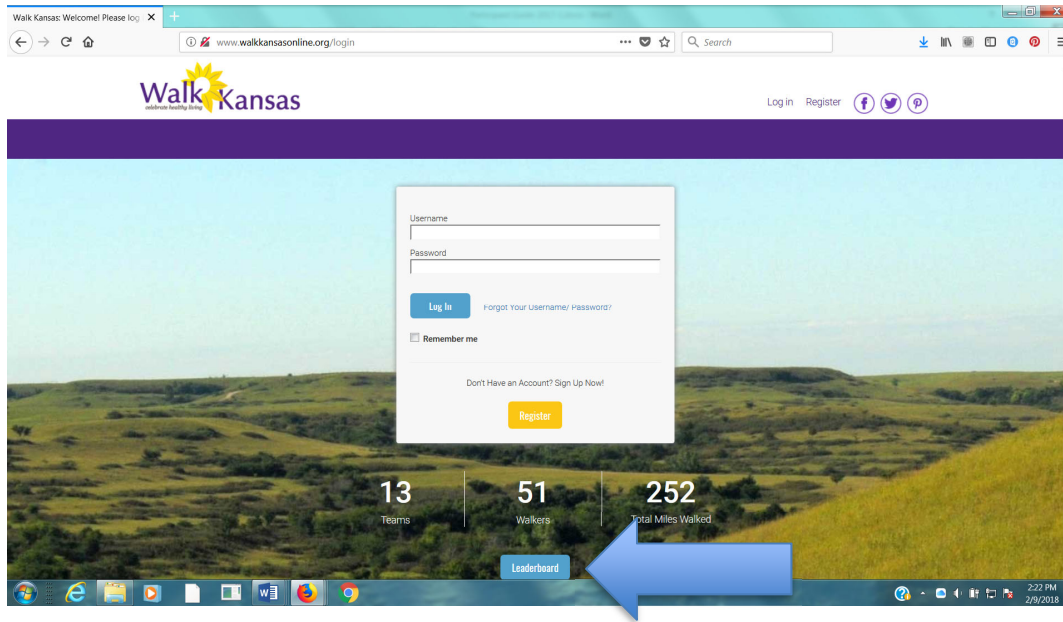 Walk Kansas: Welcome! Please log
www.walkkansasonline.org/login
Search
Walk Kansas
celebrate healthy living
Log in Register
Username
Password
Log In Forgot Your Username/ Password?
Remember me
Don't Have an Account? Sign Up Now!
Register
13 51 252
Teams Walkers Total Miles Walked
Leaderboard
2:22 PM
2/9/2018